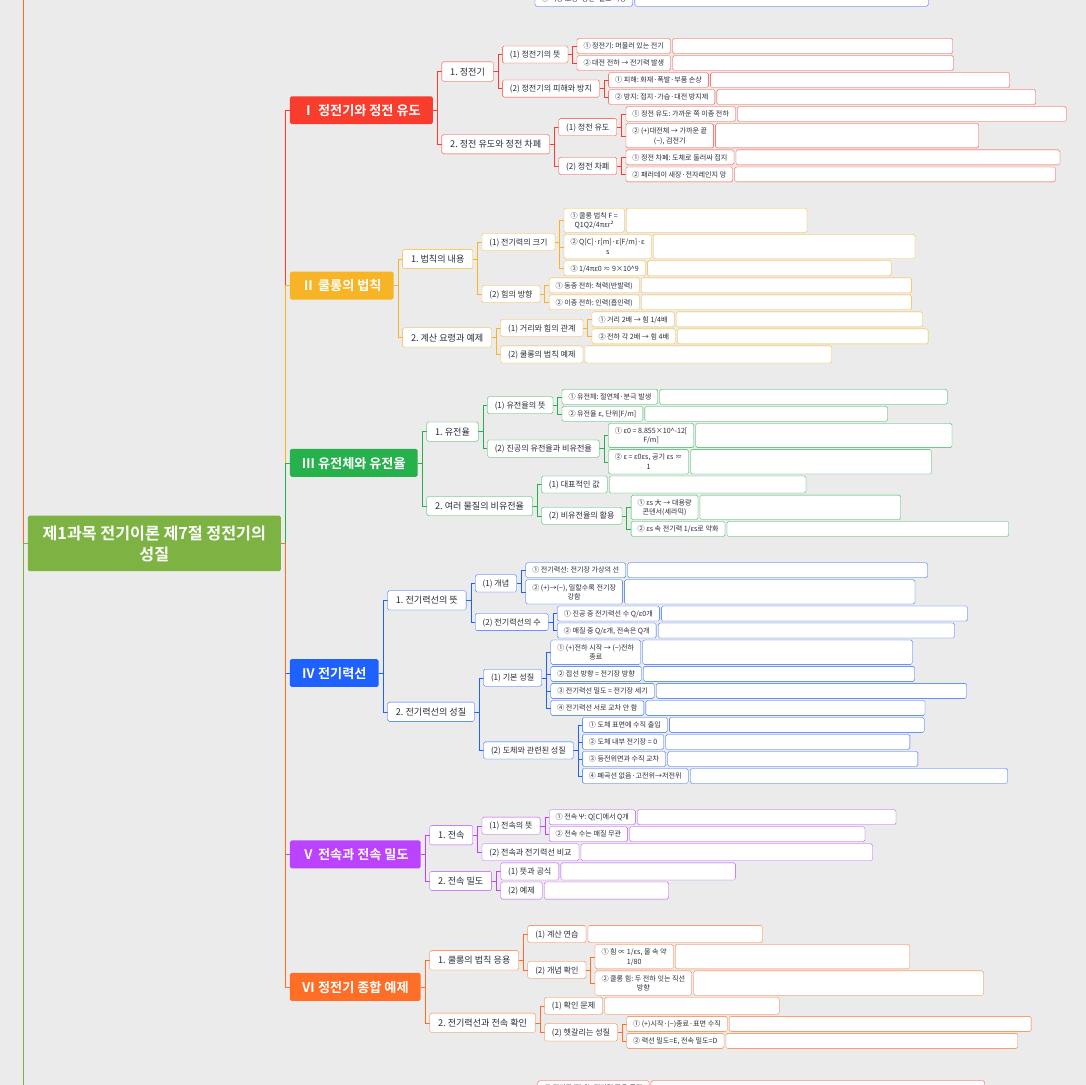 제1과목 전기이론 제7절 정전기의
성질
Ⅰ 정전기와 정전 유도
1. 정전기
(1) 정전기의 뜻
① 정전기: 머물러 있는 전기
② 대전 전하 → 전기력 발생
(2) 정전기의 피해와 방지
① 피해: 화재·폭발·부품 손상
② 방지: 접지·가습·대전 방지제
2. 정전 유도와 정전 차폐
(1) 정전 유도
① 정전 유도: 가까운 쪽 이종 전하
② (+)대전체 → 가까운 끝
(−), 검전기
(2) 정전 차폐
① 정전 차폐: 도체로 둘러싸 접지
② 패러데이 새장·전자레인지 망
Ⅱ 쿨롱의 법칙
1. 법칙의 내용
(1) 전기력의 크기
① 쿨롱 법칙 F =
Q1Q2/4πεr²
② Q[C]·r[m]·ε[F/m]·ε
s
③ 1/4πε0 ≈ 9×10^9
(2) 힘의 방향
① 동종 전하: 척력(반발력)
② 이종 전하: 인력(흡인력)
2. 계산 요령과 예제
(1) 거리와 힘의 관계
① 거리 2배 → 힘 1/4배
② 전하 각 2배 → 힘 4배
(2) 쿨롱의 법칙 예제
Ⅲ 유전체와 유전율
1. 유전율
(1) 유전율의 뜻
① 유전체: 절연체·분극 발생
② 유전율 ε, 단위[F/m]
(2) 진공의 유전율과 비유전율
① ε0 = 8.855×10^-12[
F/m]
② ε = ε0εs, 공기 εs ≈
1
2. 여러 물질의 비유전율
(1) 대표적인 값
(2) 비유전율의 활용
① εs 大 → 대용량
콘덴서(세라믹)
② εs 속 전기력 1/εs로 약화
Ⅳ 전기력선
1. 전기력선의 뜻
(1) 개념
① 전기력선: 전기장 가상의 선
② (+)→(−), 밀할수록 전기장
강함
(2) 전기력선의 수
① 진공 중 전기력선 수 Q/ε0개
② 매질 중 Q/ε개, 전속은 Q개
2. 전기력선의 성질
(1) 기본 성질
① (+)전하 시작 → (−)전하
종료
② 접선 방향 = 전기장 방향
③ 전기력선 밀도 = 전기장 세기
④ 전기력선 서로 교차 안 함
(2) 도체와 관련된 성질
① 도체 표면에 수직 출입
② 도체 내부 전기장 = 0
③ 등전위면과 수직 교차
④ 폐곡선 없음·고전위→저전위
Ⅴ 전속과 전속 밀도
1. 전속
(1) 전속의 뜻
① 전속 Ψ: Q[C]에서 Q개
② 전속 수는 매질 무관
(2) 전속과 전기력선 비교
2. 전속 밀도
(1) 뜻과 공식
(2) 예제
Ⅵ 정전기 종합 예제
1. 쿨롱의 법칙 응용
(1) 계산 연습
(2) 개념 확인
① 힘 ∝ 1/εs, 물 속 약
1/80
② 쿨롱 힘: 두 전하 잇는 직선
방향
2. 전기력선과 전속 확인
(1) 확인 문제
(2) 헷갈리는 성질
① (+)시작·(−)종료·표면 수직
② 력선 밀도=E, 전속 밀도=D